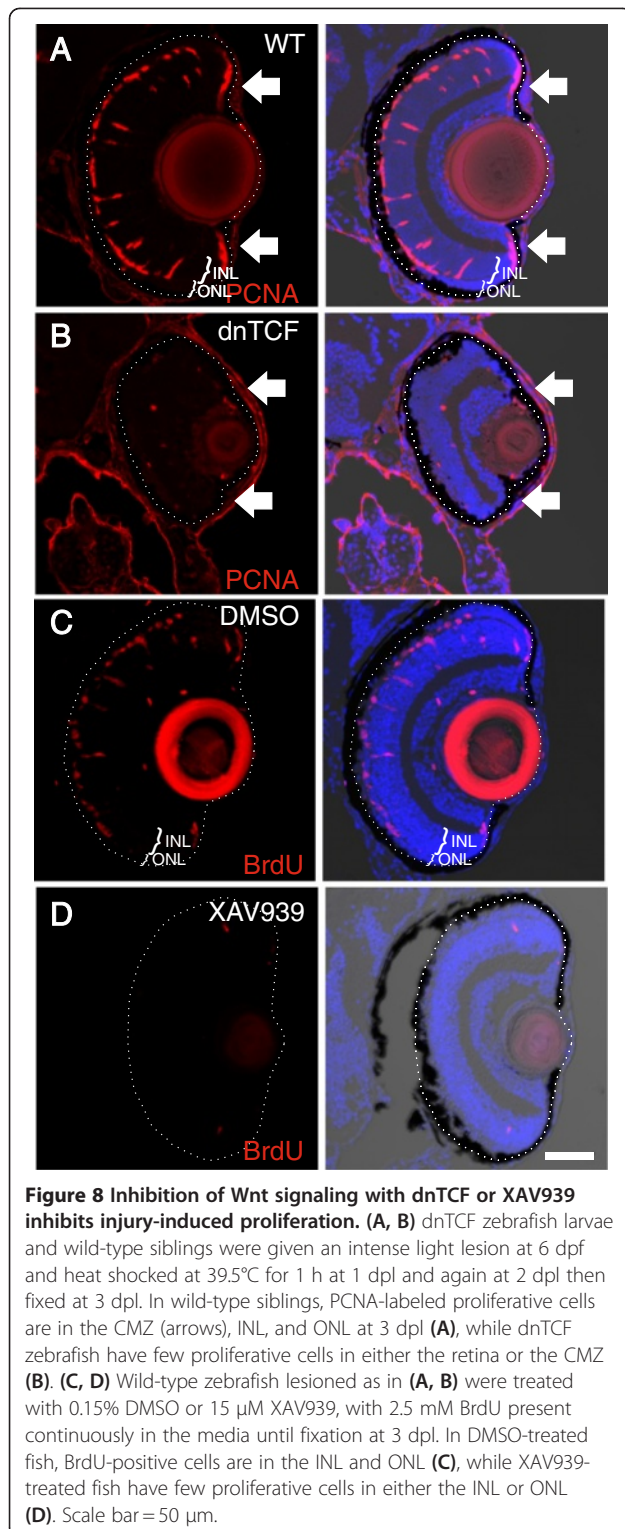 A
WT
INL
ONL
PCNA
INL
ONL
B
dnTCF
PCNA
C
DMSO
INL
ONL
BrdU
INL
ONL
D
XAV939
BrdU
Figure 8 Inhibition of Wnt signaling with dnTCF or XAV939
inhibits injury-induced proliferation. (A, B) dnTCF zebrafish larvae
and wild-type siblings were given an intense light lesion at 6 dpf
and heat shocked at 39.5°C for 1 h at 1 dpl and again at 2 dpl then
fixed at 3 dpl. In wild-type siblings, PCNA-labeled proliferative cells
are in the CMZ (arrows), INL, and ONL at 3 dpl (A), while dnTCF
zebrafish have few proliferative cells in either the retina or the CMZ
(B). (C, D) Wild-type zebrafish lesioned as in (A, B) were treated
with 0.15% DMSO or 15 μM XAV939, with 2.5 mM BrdU present
continuously in the media until fixation at 3 dpl. In DMSO-treated
fish, BrdU-positive cells are in the INL and ONL (C), while XAV939-
treated fish have few proliferative cells in either the INL or ONL
(D). Scale bar = 50 μm.